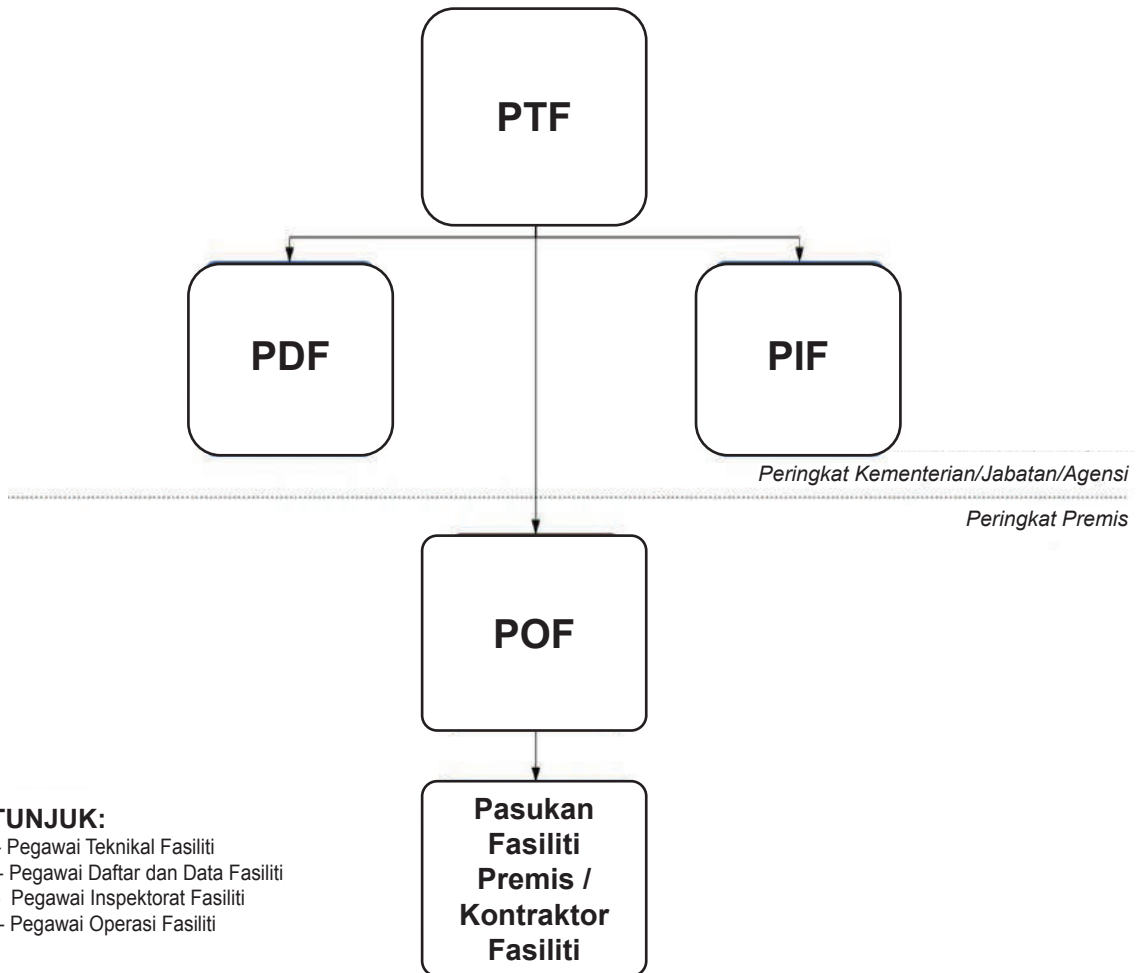 PTF
PDF
PIF
Peringkat Kementerian/Jabatan/Agensi
Peringkat Premis
POF
Pasukan
Fasiliti
Premis /
Kontraktor
Fasiliti
TUNJUK:
- Pegawai Teknikal Fasiliti
- Pegawai Daftar dan Data Fasiliti
Pegawai Inspektorat Fasiliti
- Pegawai Operasi Fasiliti